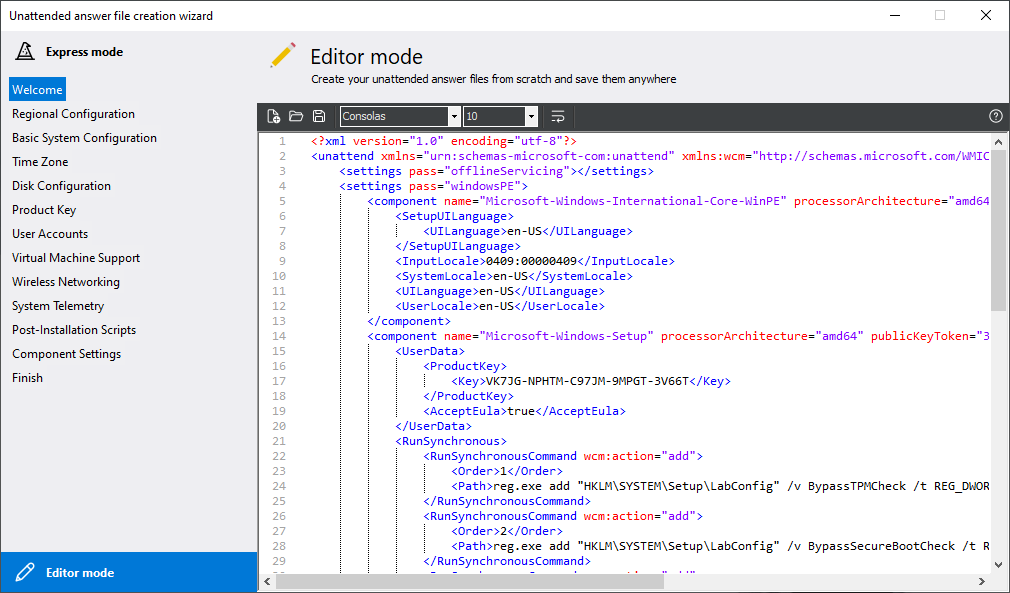 Unattended answer file creation wizard
Express mode
Welcome
Regional Configuration
Basic System Configuration
Time Zone
Disk Configuration
Product Key
User Accounts
Virtual Machine Support
Wireless Networking
System Telemetry
Post-Installation Scripts
Component Settings
Finish
Editor mode
Editor mode
Create your unattended answer files from scratch and save them anywhere
Consolas 10
1 <?xml version="1.0" encoding="utf-8"?>
2 <unattend xmlns="urn:schemas-microsoft-com:unattend" xmlns:wcm="http://schemas.microsoft.com/WMIC
3 <settings pass="offlineServicing"></settings>
4 <settings pass="windowsPE">
5 <component name="Microsoft-Windows-International-Core-WinPE" processorArchitecture="amd64
6 <SetupUILanguage>
7 <UILanguage>en-US</UILanguage>
8 </SetupUILanguage>
9 <InputLocale>0409:00000409</InputLocale>
10 <SystemLocale>en-US</SystemLocale>
11 <UILanguage>en-US</UILanguage>
12 <UserLocale>en-US</UserLocale>
13 </component>
14 <component name="Microsoft-Windows-Setup" processorArchitecture="amd64" publicKeyToken="3
15 <UserData>
16 <ProductKey>
17 <Key>VK7JG-NPHTM-C97JM-9MPGT-3V66T</Key>
18 </ProductKey>
19 <AcceptEula>true</AcceptEula>
20 </UserData>
21 <RunSynchronous>
22 <RunSynchronousCommand wcm:action="add">
23 <Order>1</Order>
24 <Path>reg.exe add "HKLM\SYSTEM\Setup\LabConfig" /v BypassTPMCheck /t REG_DWOR
25 </RunSynchronousCommand>
26 <RunSynchronousCommand wcm:action="add">
27 <Order>2</Order>
28 <Path>reg.exe add "HKLM\SYSTEM\Setup\LabConfig" /v BypassSecureBootCheck /t R
29 </RunSynchronousCommand>